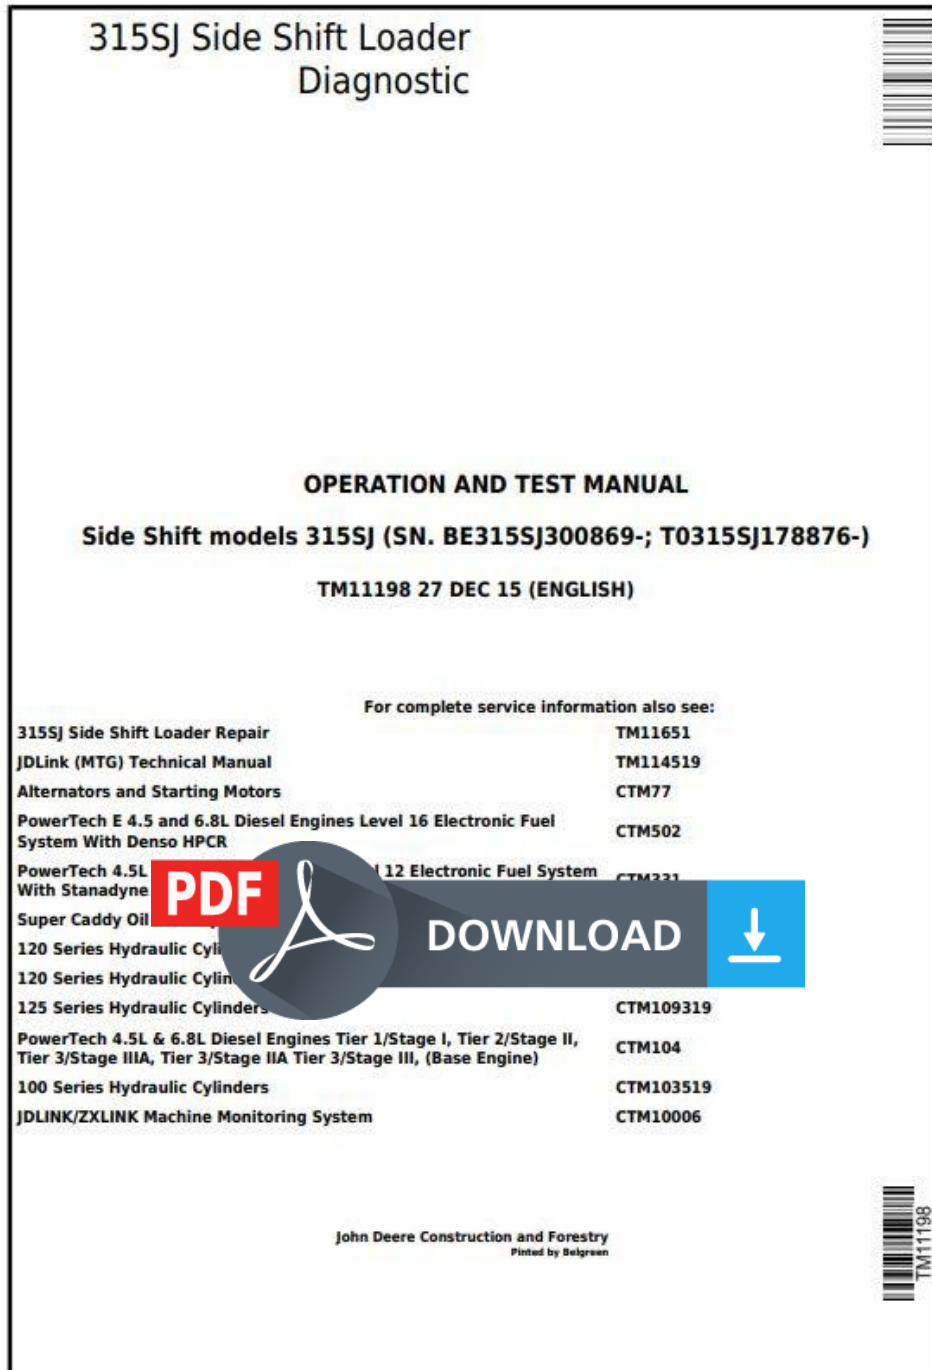 315SJ Side Shift Loader
Diagnostic
OPERATION AND TEST MANUAL
Side Shift models 315SJ (SN. BE315SJ300869-; T0315SJ178876-)
TM11198 27 DEC 15 (ENGLISH)
For complete service information also see:
315SJ Side Shift Loader Repair TM11651
JDLink (MTG) Technical Manual TM114519
Alternators and Starting Motors CTM77
PowerTech E 4.5 and 6.8L Diesel Engines Level 16 Electronic Fuel
System With Denso HPCR CTM502
PowerTech 4.5L 12 Electronic Fuel System
With Stanadyne CTM331
Super Caddy Oil
PDF
DOWNLOAD
120 Series Hydraulic
120 Series Hydraulic
125 Series Hydraulic Cylinders CTM109319
PowerTech 4.5L & 6.8L Diesel Engines Tier 1/Stage I, Tier 2/Stage II,
Tier 3/Stage IIIA, Tier 3/Stage IIA Tier 3/Stage III, (Base Engine) CTM104
100 Series Hydraulic Cylinders CTM103519
JDLINK/ZXLINK Machine Monitoring System CTM10006
John Deere Construction and Forestry
Pinted by Belgreen
TM11198